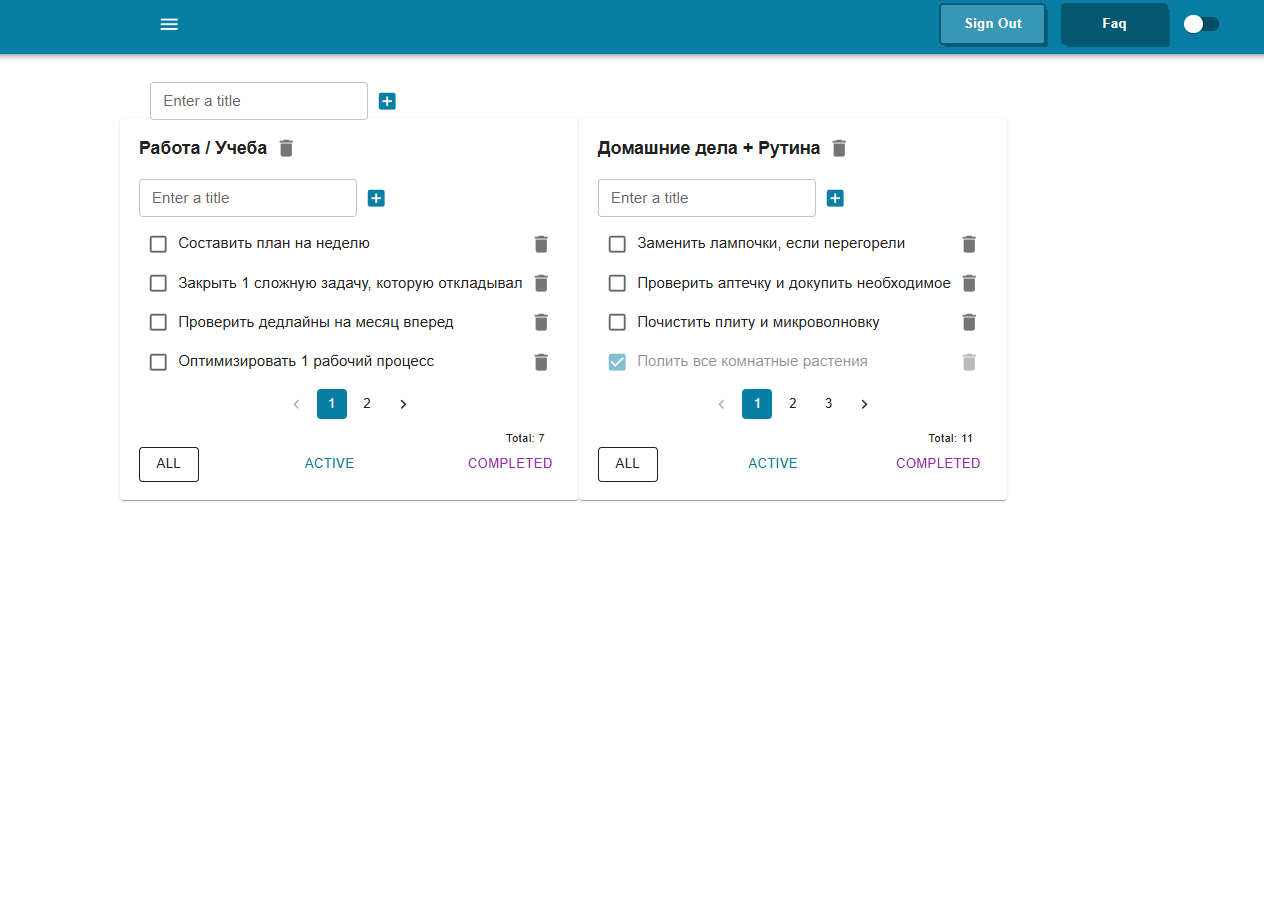 Sign Out Faq
Enter a title
Работа / Учеба
Enter a title
Составить план на неделю
Закрыть 1 сложную задачу, которую откладывал
Проверить дедлайны на месяц вперед
Оптимизировать 1 рабочий процесс
1 2
Total: 7
ALL ACTIVE COMPLETED
Домашние дела + Рутина
Enter a title
Заменить лампочки, если перегорели
Проверить аптечку и докупить необходимое
Почистить плиту и микроволновку
Полить все комнатные растения
1 2 3
Total: 11
ALL ACTIVE COMPLETED